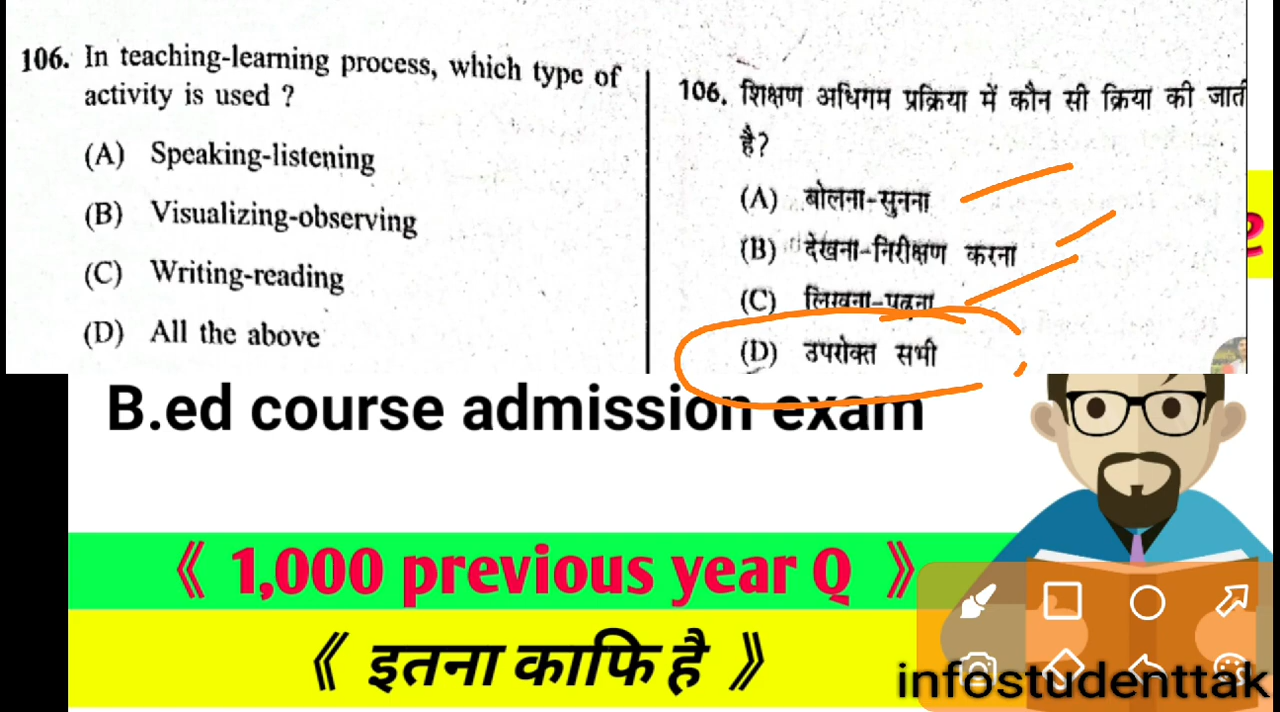 106. In teaching-learning process, which type of
activity is used ?
(A) Speaking-listening
(B) Visualizing-observing
(C) Writing-reading
(D) All the above
106. शिक्षण अधिगम प्रक्रिया में कौन सी क्रिया की जाती
है?
(A) बोलना-सुनना
(B) देखना-निरीक्षण करना
(C) लिखना-पढ़ना
(D) उपरोक्त सभी
B.ed course admission exam
《 1,000 previous year Q 》
《 इतना काफि है 》
infostudenttak